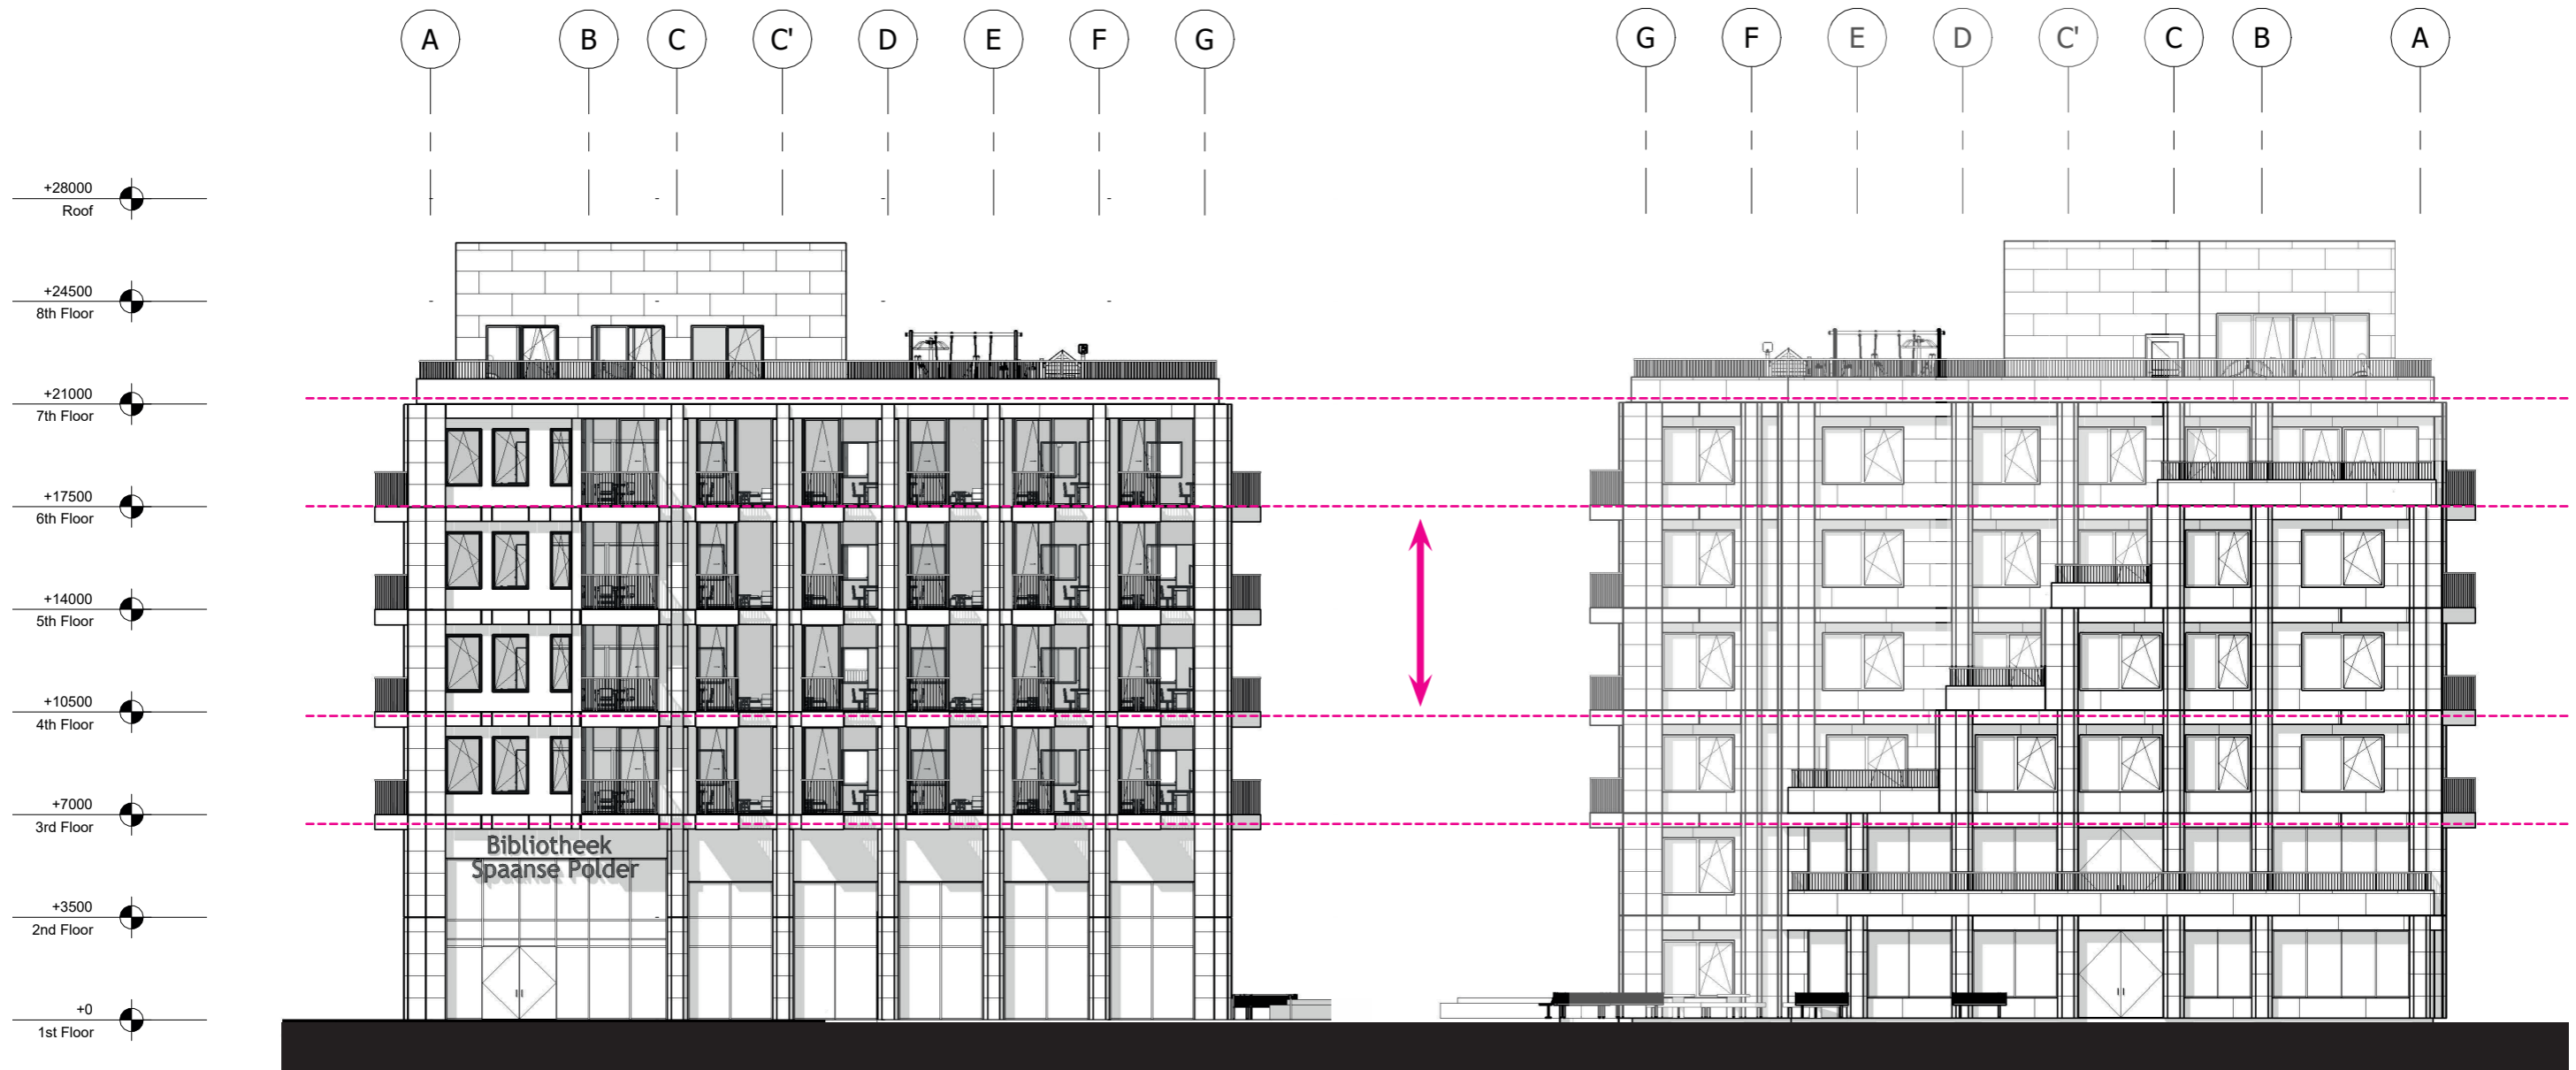 A B C C' D E F G
G F E D C' C B A
+28000
Roof
+24500
8th Floor
+21000
7th Floor
+17500
6th Floor
+14000
5th Floor
+10500
4th Floor
+7000
3rd Floor
+3500
2nd Floor
+0
1st Floor
Bibliotheek
Spaanse Polder